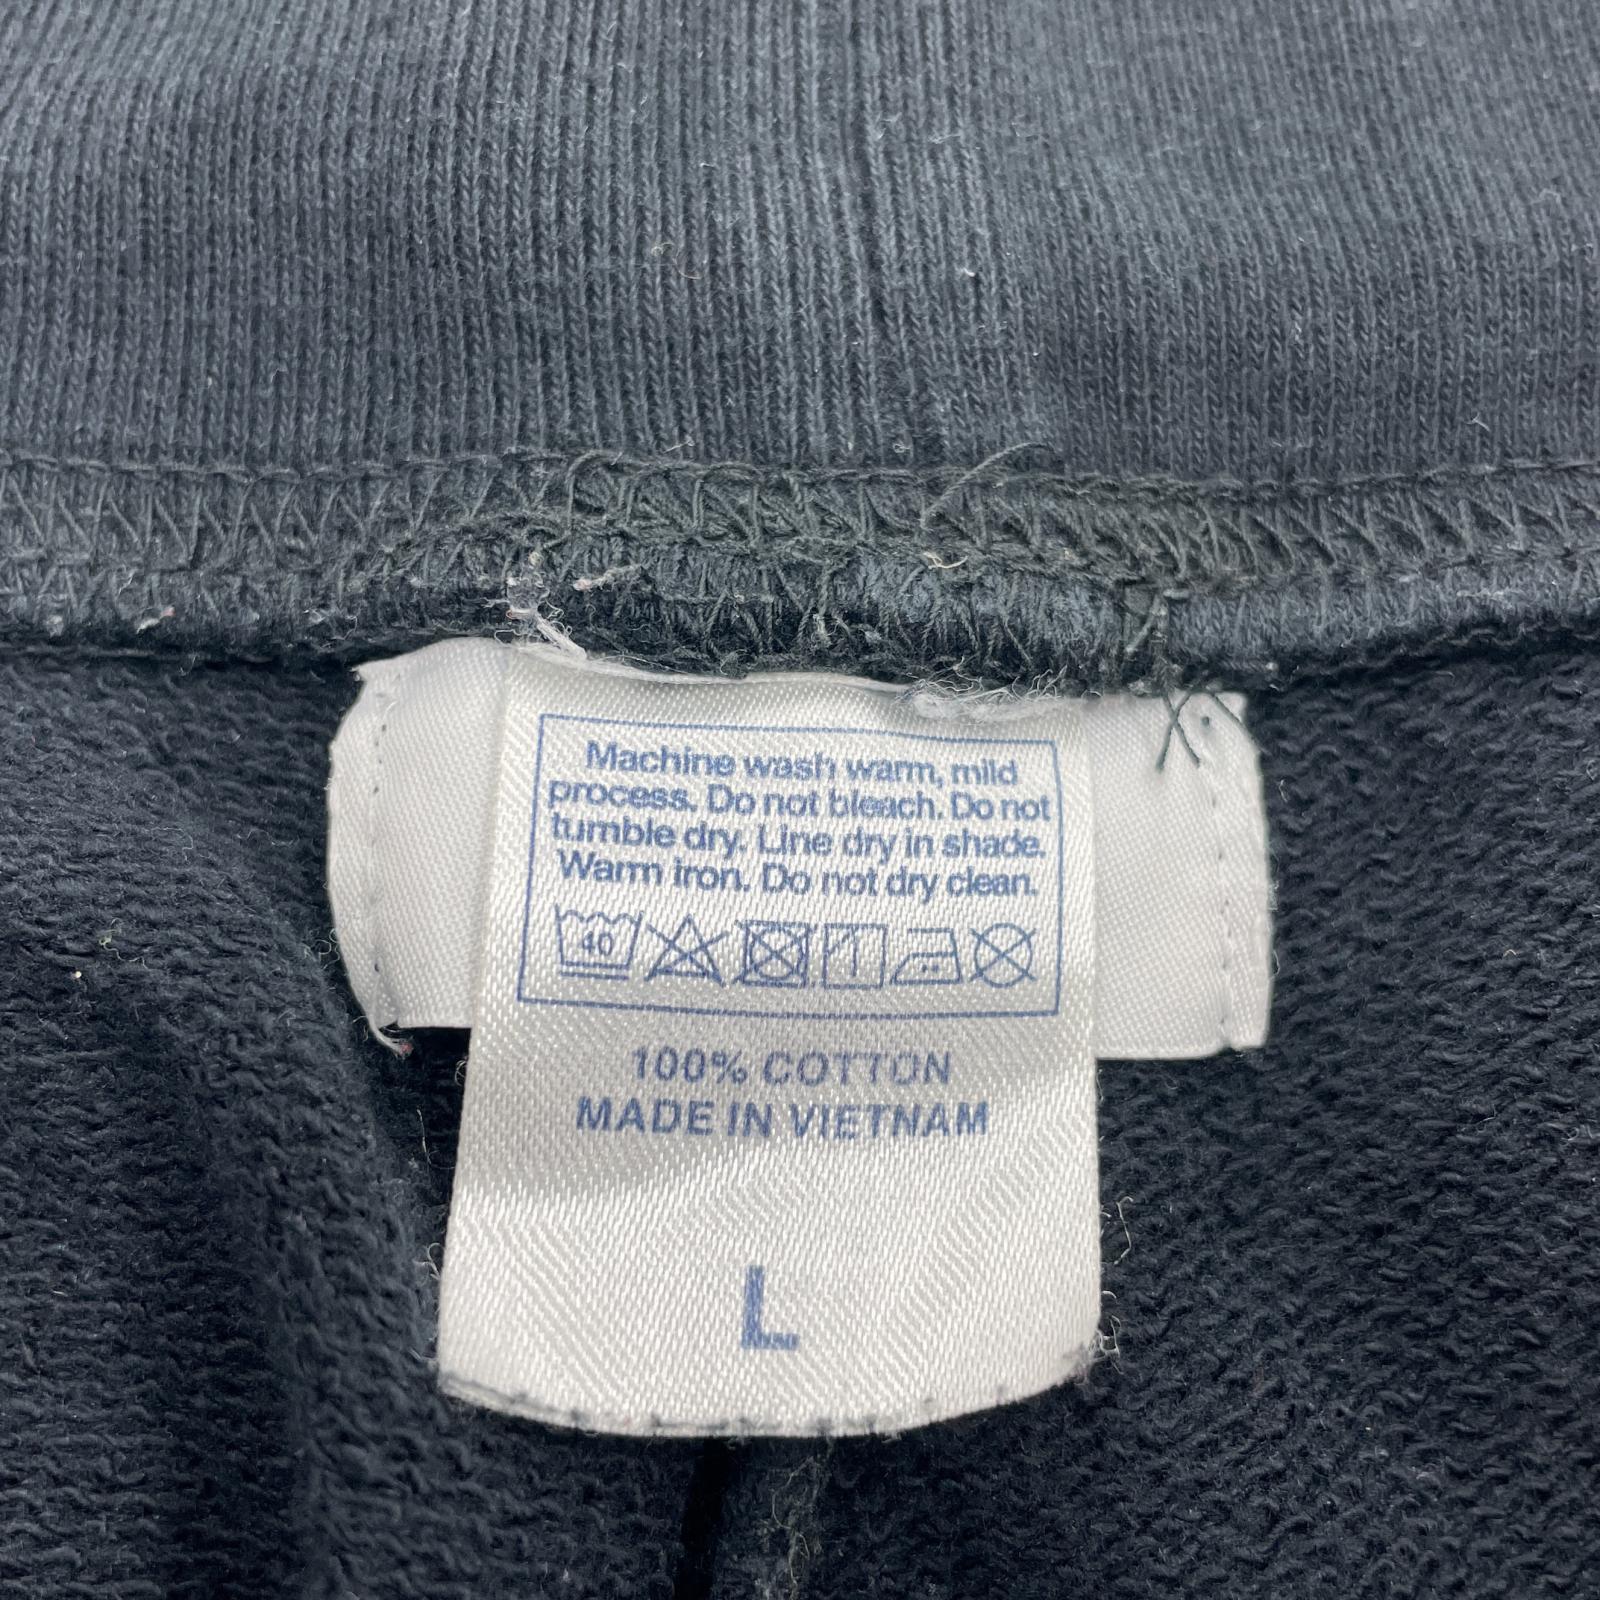 Machine wash warm, mild
process. Do not bleach. Do not
tumble dry. Line dry in shade.
Warm iron. Do not dry clean.
40
100% COTTON
MADE IN VIETNAM
L